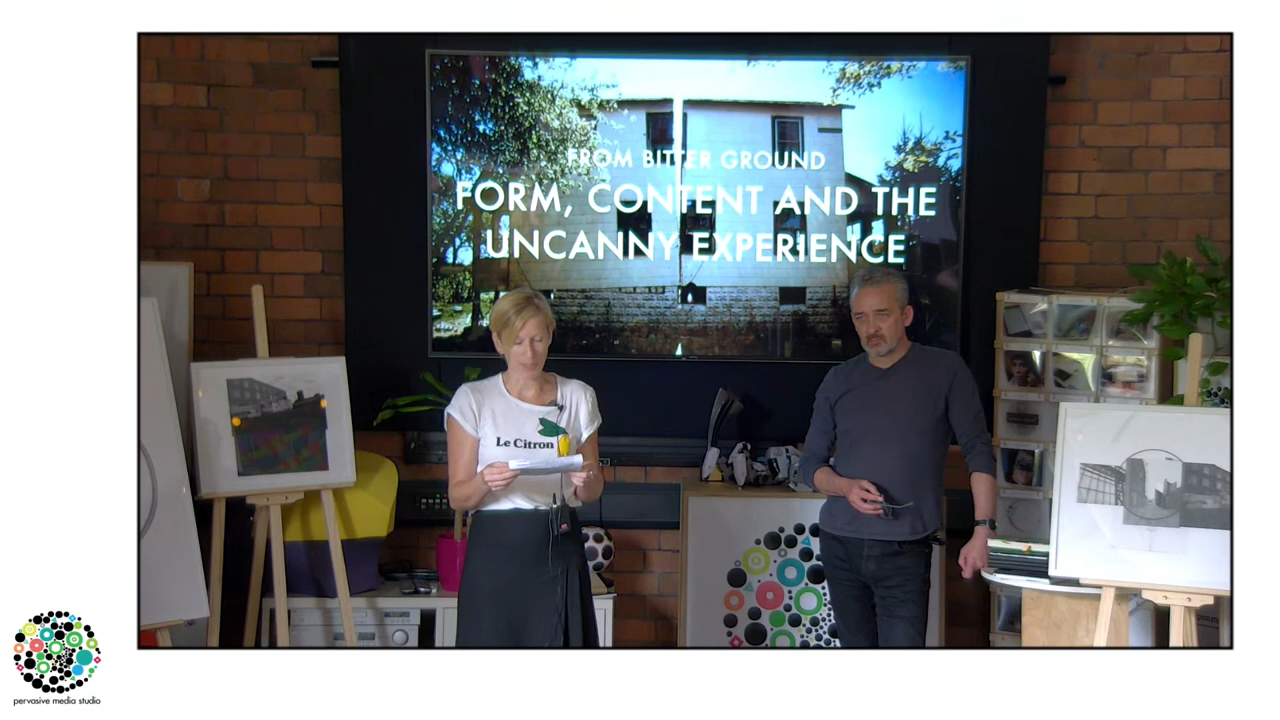 FROM BITTER GROUND
FORM, CONTENT AND THE
UNCANNY EXPERIENCE
Le Citron
pervasive media studio